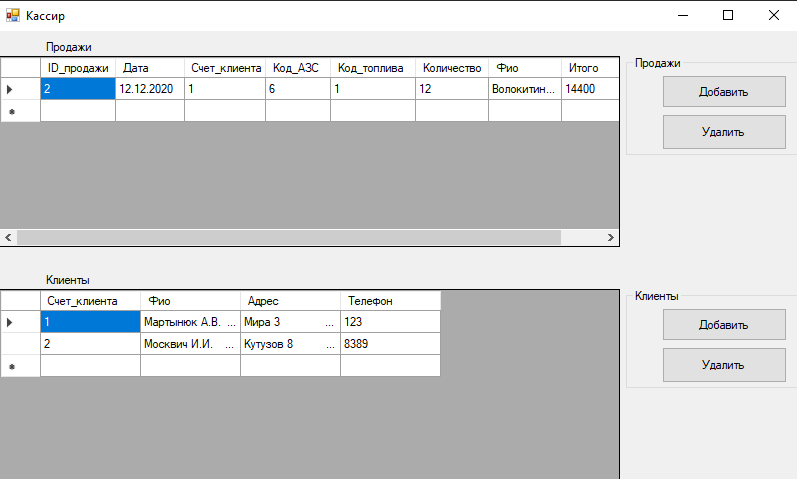 Кассир
Продажи
ID_продажи Дата Счет_клиента Код_АЗС Код_топлива Количество Фио Итого
2 12.12.2020 1 6 1 12 Волокитин... 14400
Продажи
Добавить
Удалить
Клиенты
Счет_клиента Фио Адрес Телефон
1 Мартынюк А.В. ... Мира 3 ... 123
2 Москвич И.И. ... Кутузов 8 ... 8389
Клиенты
Добавить
Удалить